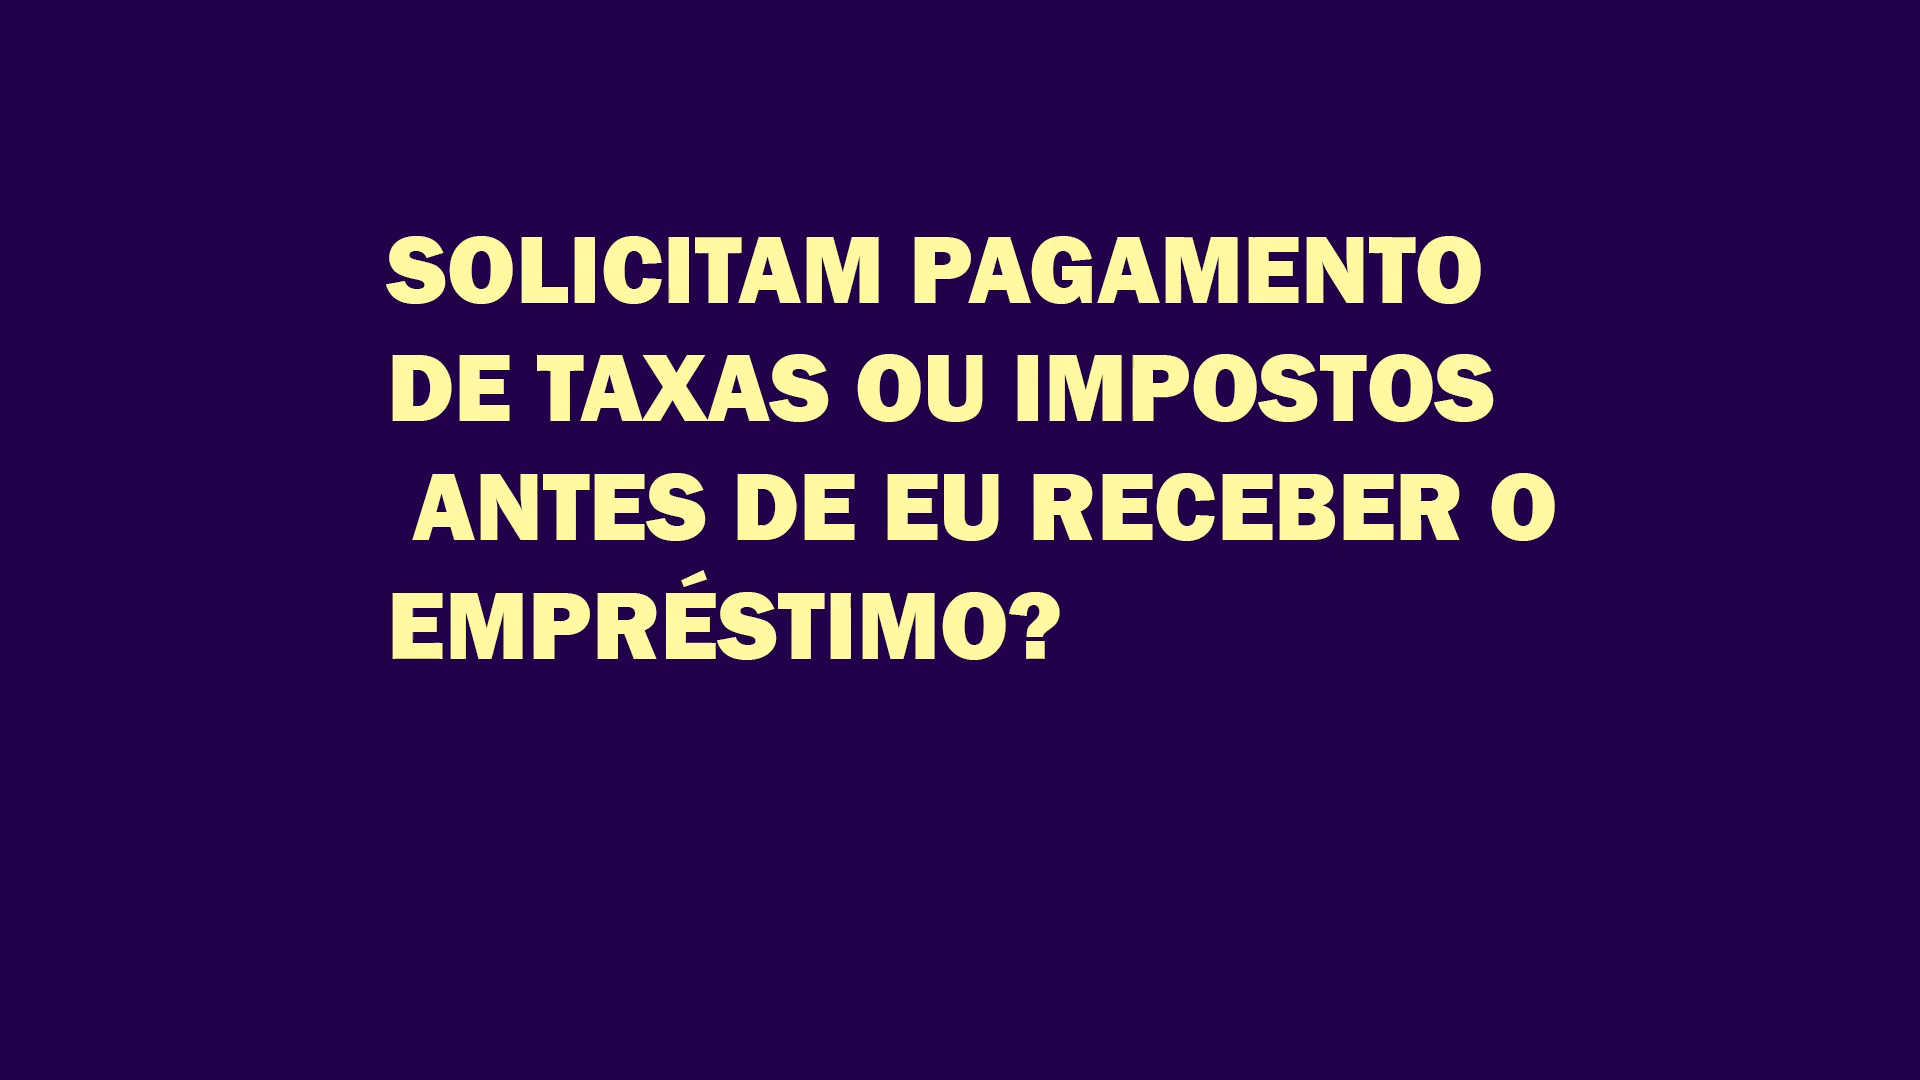 SOLICITAM PAGAMENTO
DE TAXAS OU IMPOSTOS
ANTES DE EU RECEBER O
EMPRÉSTIMO?